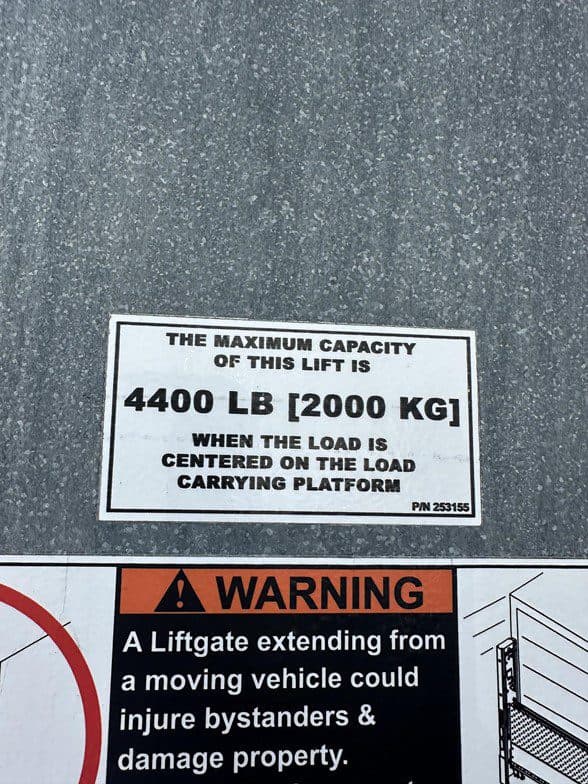 THE MAXIMUM CAPACITY
OF THIS LIFT IS
4400 LB [2000 KG]
WHEN THE LOAD IS
CENTERED ON THE LOAD
CARRYING PLATFORM
P/N 253155
WARNING
A Liftgate extending from
a moving vehicle could
injure bystanders &
damage property.